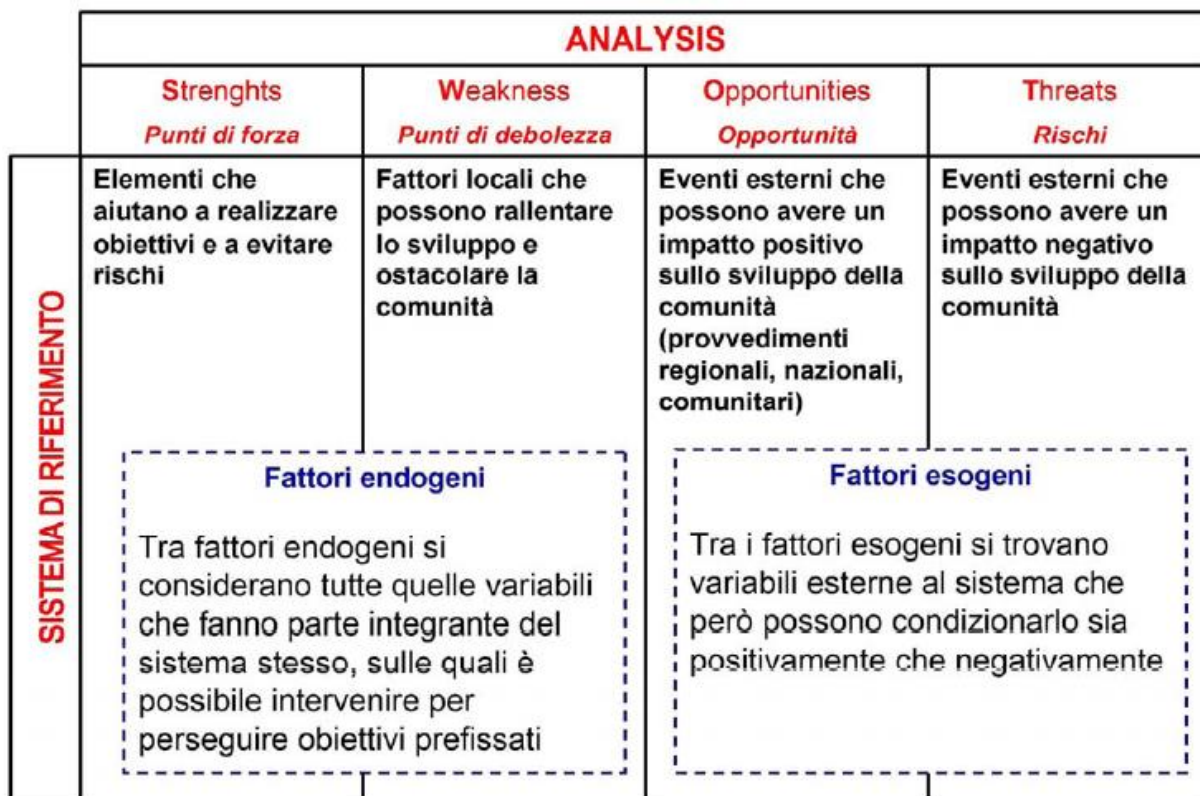 ANALYSIS
Strenghts
Punti di forza
Weakness
Punti di debolezza
Opportunities
Opportunità
Threats
Rischi
SISTEMA DI RIFERIMENTO
Elementi che
aiutano a realizzare
obiettivi e a evitare
rischi
Fattori locali che
possono rallentare
lo sviluppo e
ostacolare la
comunità
Eventi esterni che
possono avere un
impatto positivo
sullo sviluppo della
comunità
(provvedimenti
regionali, nazionali,
comunitari)
Eventi esterni che
possono avere un
impatto negativo
sullo sviluppo della
comunità
Fattori endogeni
Tra fattori endogeni si
considerano tutte quelle variabili
che fanno parte integrante del
sistema stesso, sulle quali è
possibile intervenire per
perseguire obiettivi prefissati
Fattori esogeni
Tra i fattori esogeni si trovano
variabili esterne al sistema che
però possono condizionarlo sia
positivamente che negativamente